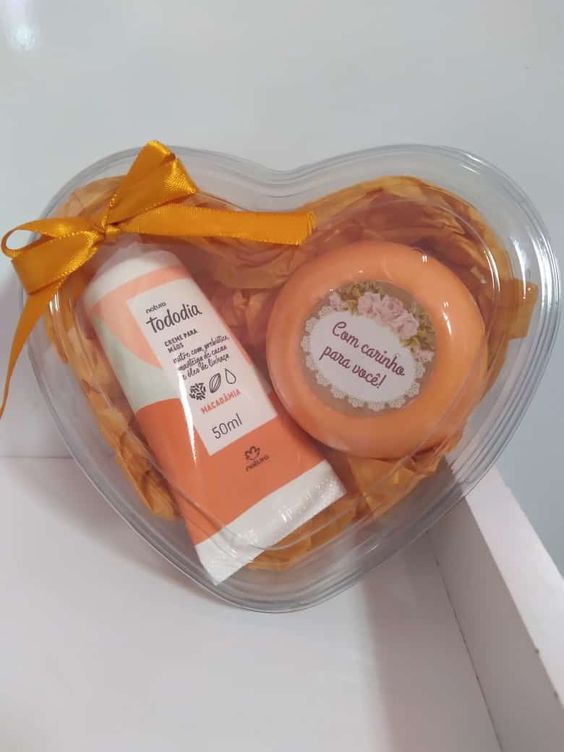 natura
tododia
CREME PARA
MÃOS
nutre com prebiótico,
manteiga de cacau
e óleo de linhaça
MACADÂMIA
50ml
natura
Com carinho
para você!